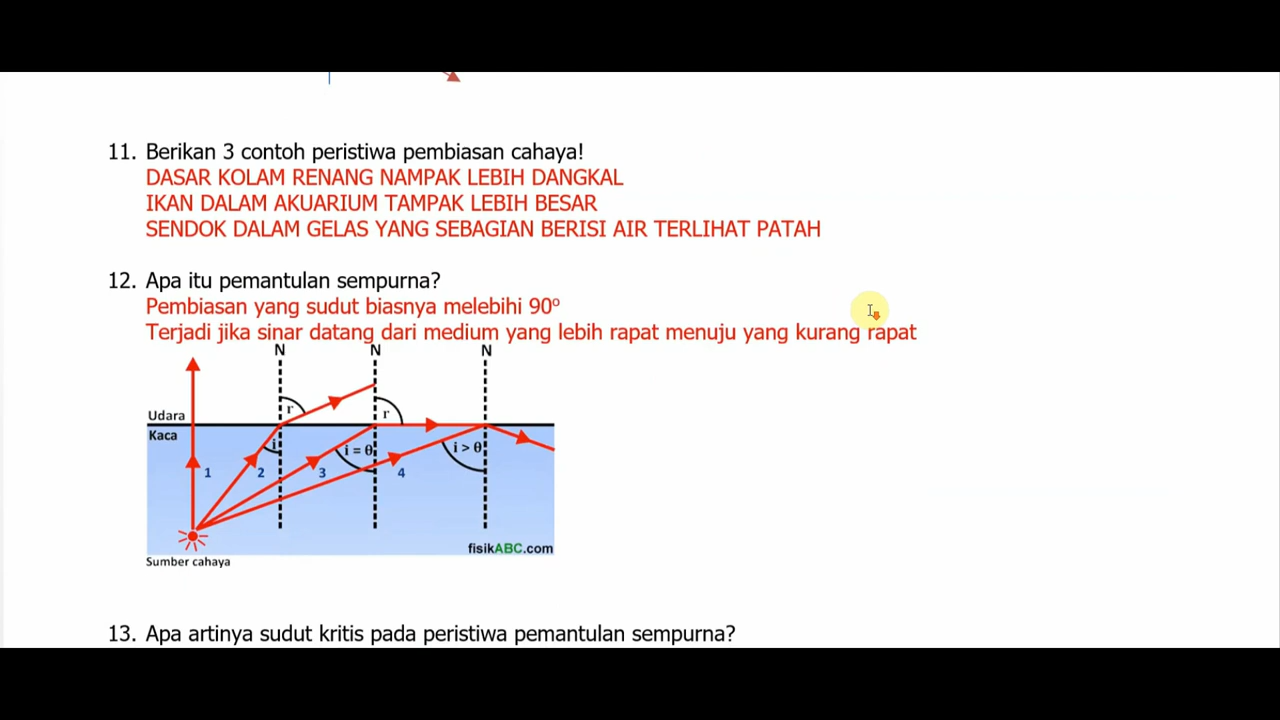 11. Berikan 3 contoh peristiwa pembiasan cahaya!
DASAR KOLAM RENANG NAMPAK LEBIH DANGKAL
IKAN DALAM AKUARIUM TAMPAK LEBIH BESAR
SENDOK DALAM GELAS YANG SEBAGIAN BERISI AIR TERLIHAT PATAH
12. Apa itu pemantulan sempurna?
Pembiasan yang sudut biasnya melebihi 90º
Terjadi jika sinar datang dari medium yang lebih rapat menuju yang kurang rapat
N N N
r r
Udara
Kaca
i i = θ i > θ
1 2 3 4
fisikABC.com
Sumber cahaya
13. Apa artinya sudut kritis pada peristiwa pemantulan sempurna?